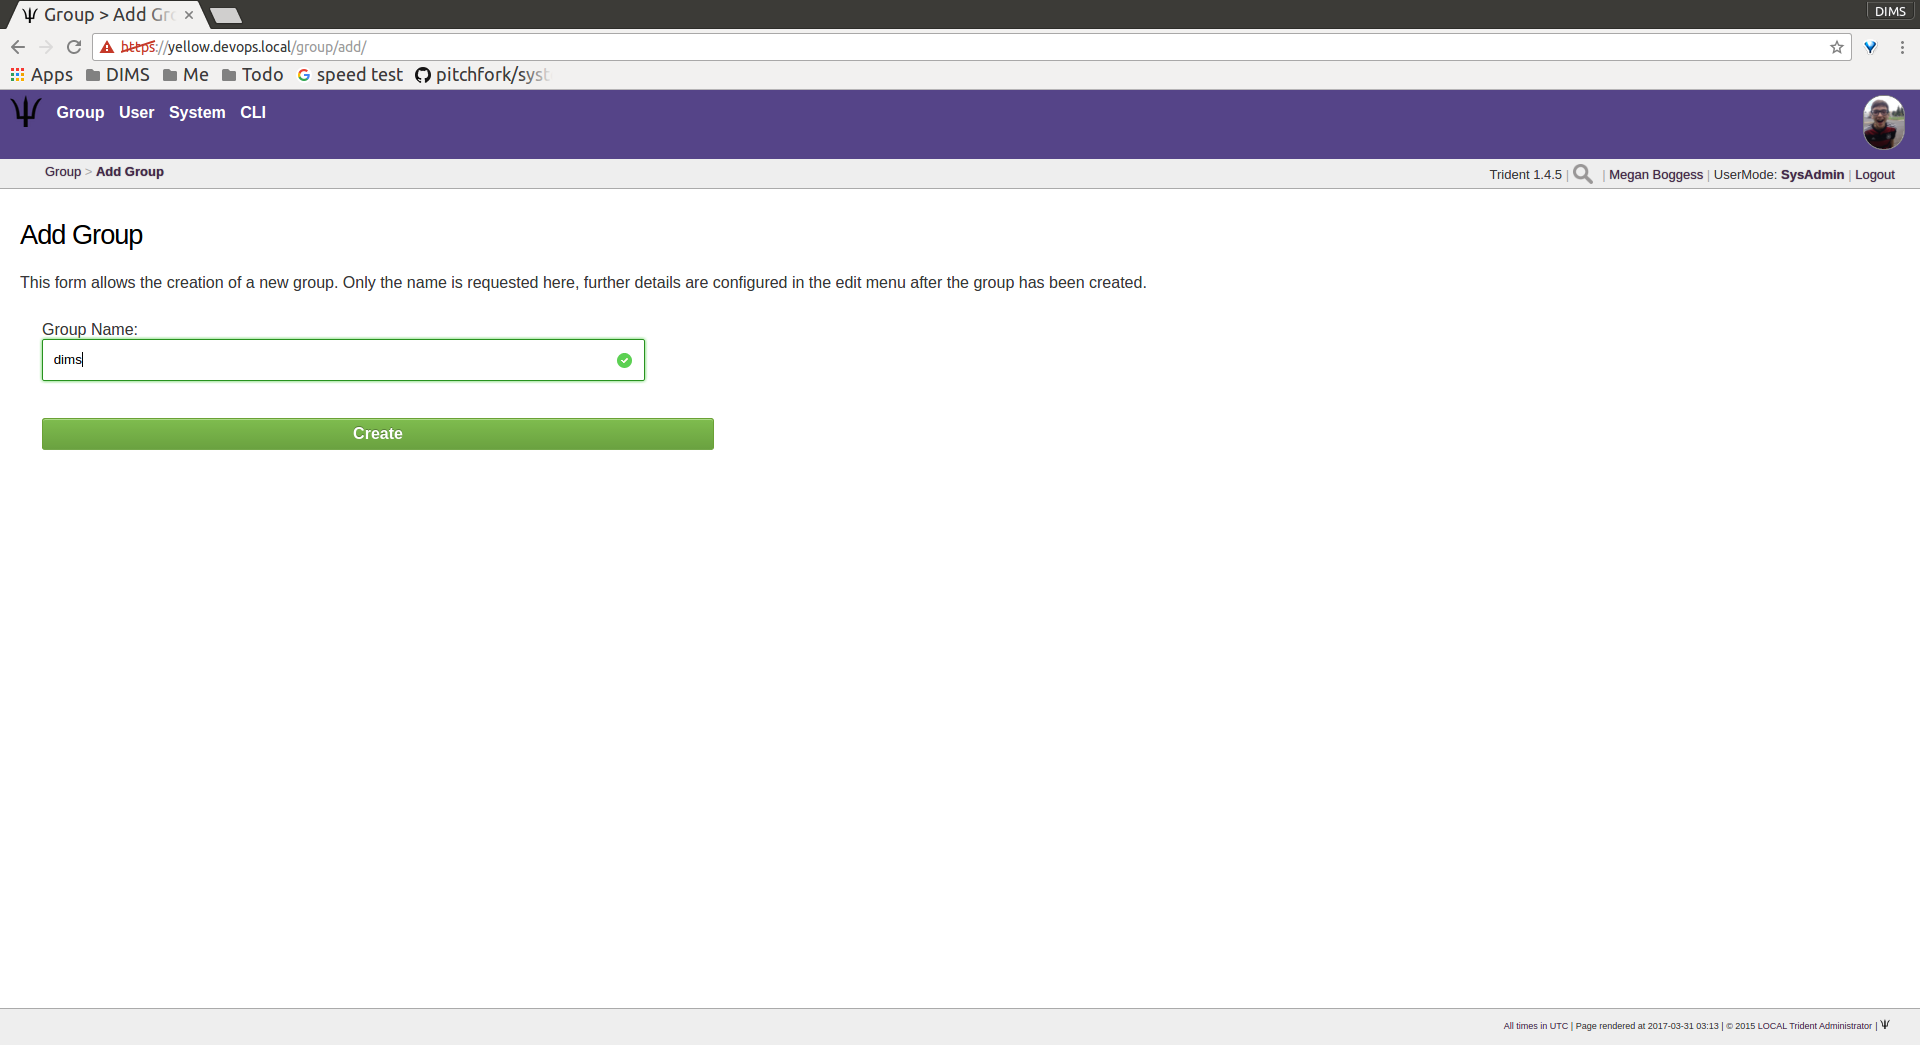 Group > Add Gr
DIMS
https://yellow.devops.local/group/add/
Apps DIMS Me Todo speed test pitchfork/syst
Group User System CLI
Group > Add Group
Trident 1.4.5 | | Megan Boggess | UserMode: SysAdmin | Logout
Add Group
This form allows the creation of a new group. Only the name is requested here, further details are configured in the edit menu after the group has been created.
Group Name:
dims
Create
All times in UTC | Page rendered at 2017-03-31 03:13 | © 2015 LOCAL Trident Administrator |